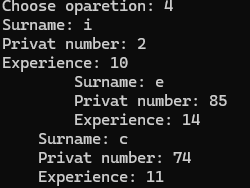 Choose oparetion: 4
Surname: i
Privat number: 2
Experience: 10
Surname: e
Privat number: 85
Experience: 14
Surname: c
Privat number: 74
Experience: 11